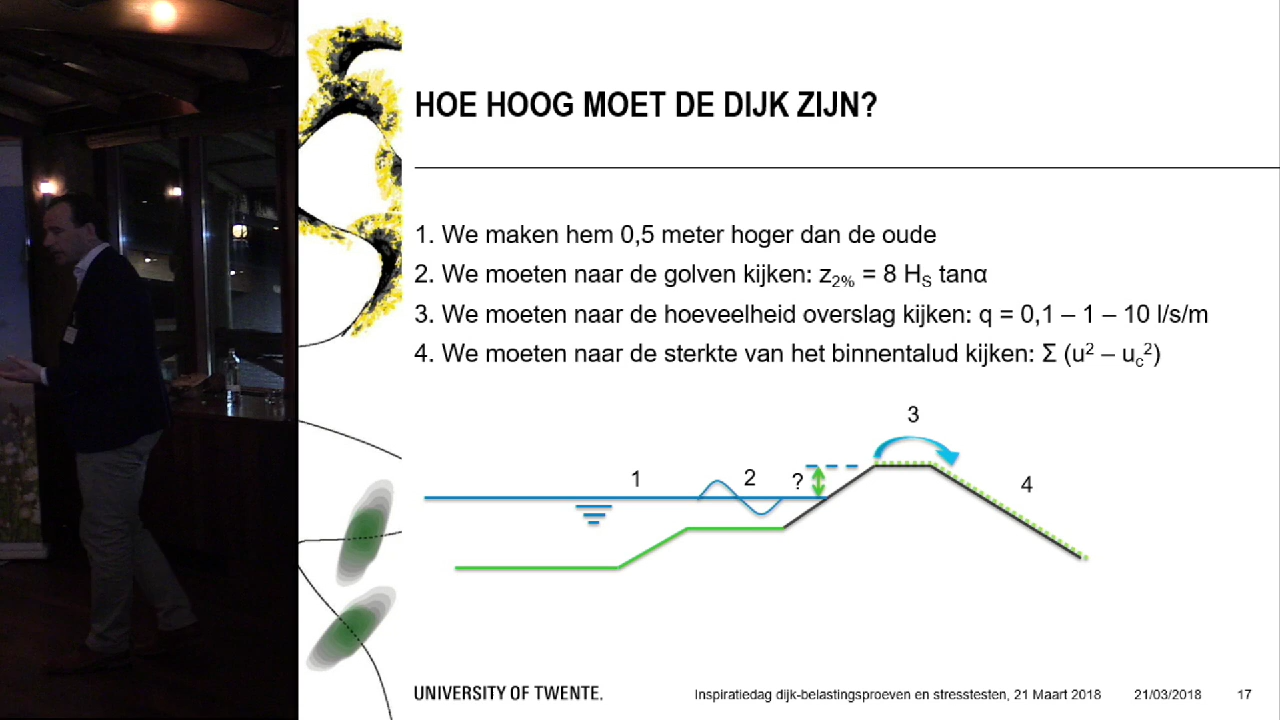 HOE HOOG MOET DE DIJK ZIJN?
1. We maken hem 0,5 meter hoger dan de oude
2. We moeten naar de golven kijken: z2% = 8 HS tanα
3. We moeten naar de hoeveelheid overslag kijken: q = 0,1 – 1 – 10 l/s/m
4. We moeten naar de sterkte van het binnentalud kijken: Σ (u² – uc²)
3
1 2 ? 4
UNIVERSITY OF TWENTE. Inspiratiedag dijk-belastingsproeven en stresstesten, 21 Maart 2018 21/03/2018 17